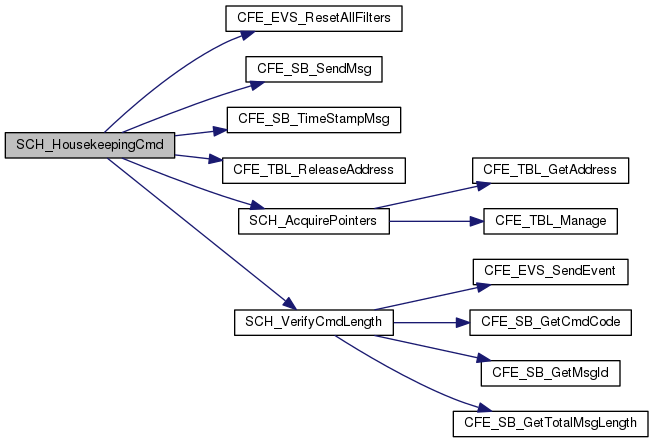 CFE_EVS_ResetAllFilters
CFE_SB_SendMsg
CFE_SB_TimeStampMsg
SCH_HousekeepingCmd
CFE_TBL_ReleaseAddress
CFE_TBL_GetAddress
SCH_AcquirePointers
CFE_TBL_Manage
CFE_EVS_SendEvent
SCH_VerifyCmdLength
CFE_SB_GetCmdCode
CFE_SB_GetMsgId
CFE_SB_GetTotalMsgLength